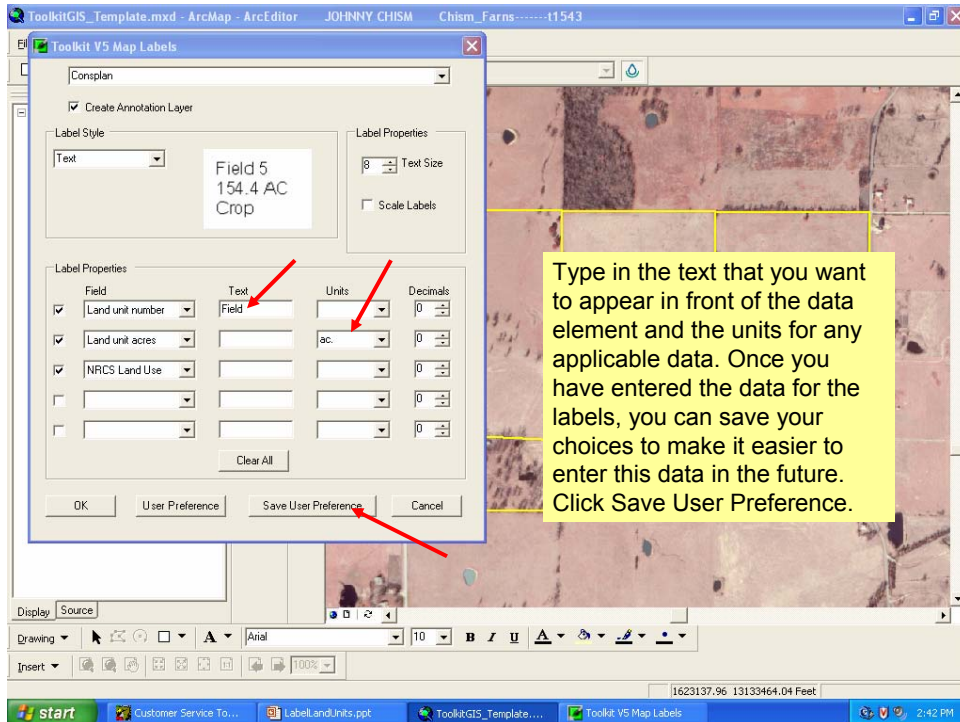 ToolkitGIS_Template.mxd - ArcMap - ArcEditor JOHNNY CHISM Chism_Farns-------t1543
Toolkit V5 Map Labels
Consplan
Create Annotation Layer
Label Style
Text
Field 5
154.4 AC
Crop
Label Properties
8 Text Size
Scale Labels
Label Properties
Field Text Units Decimals
Land unit number Field 0
Land unit acres ac. 0
NRCS Land Use 0
0
0
Clear All
OK User Preference Save User Preference Cancel
Type in the text that you want
to appear in front of the data
element and the units for any
applicable data. Once you
have entered the data for the
labels, you can save your
choices to make it easier to
enter this data in the future.
Click Save User Preference.
Display Source
Drawing A Arial 10 B I U A
Insert 100%
1623137.96 13133464.04 Feet
start Customer Service To... LabelLandUnits.ppt ToolkitGIS_Template.... Toolkit V5 Map Labels 2:42 PM